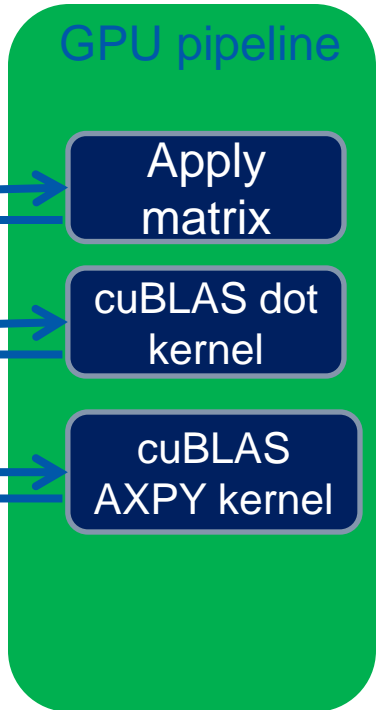 GPU pipeline
Apply
matrix
cuBLAS dot
kernel
cuBLAS
AXPY kernel